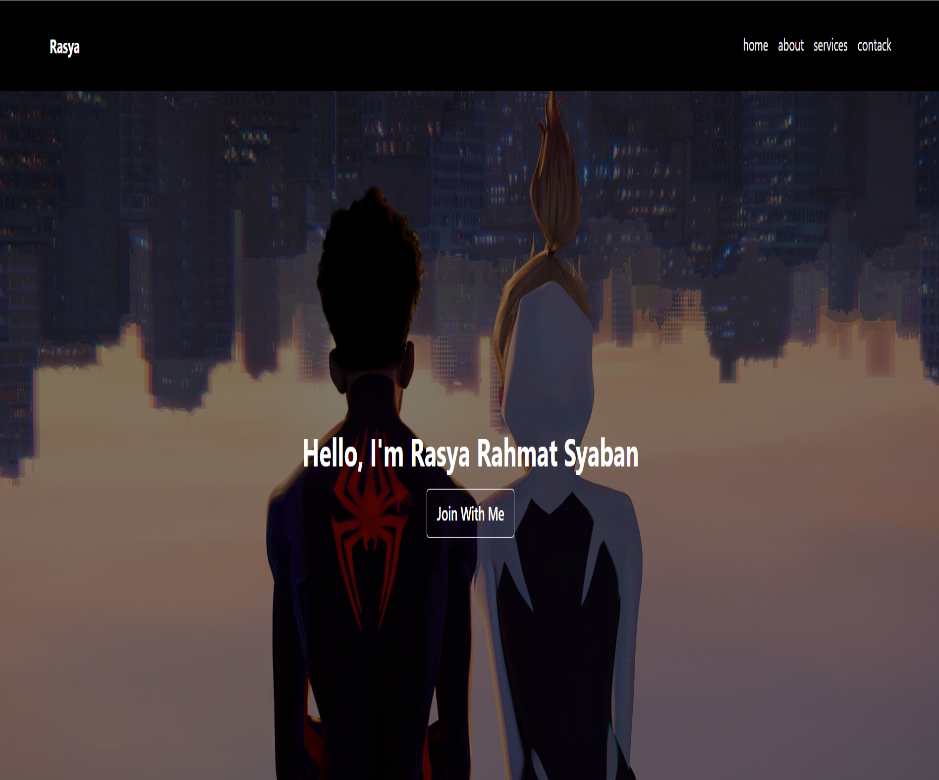 Rasya
home about services contack
Hello, I'm Rasya Rahmat Syaban
Join With Me